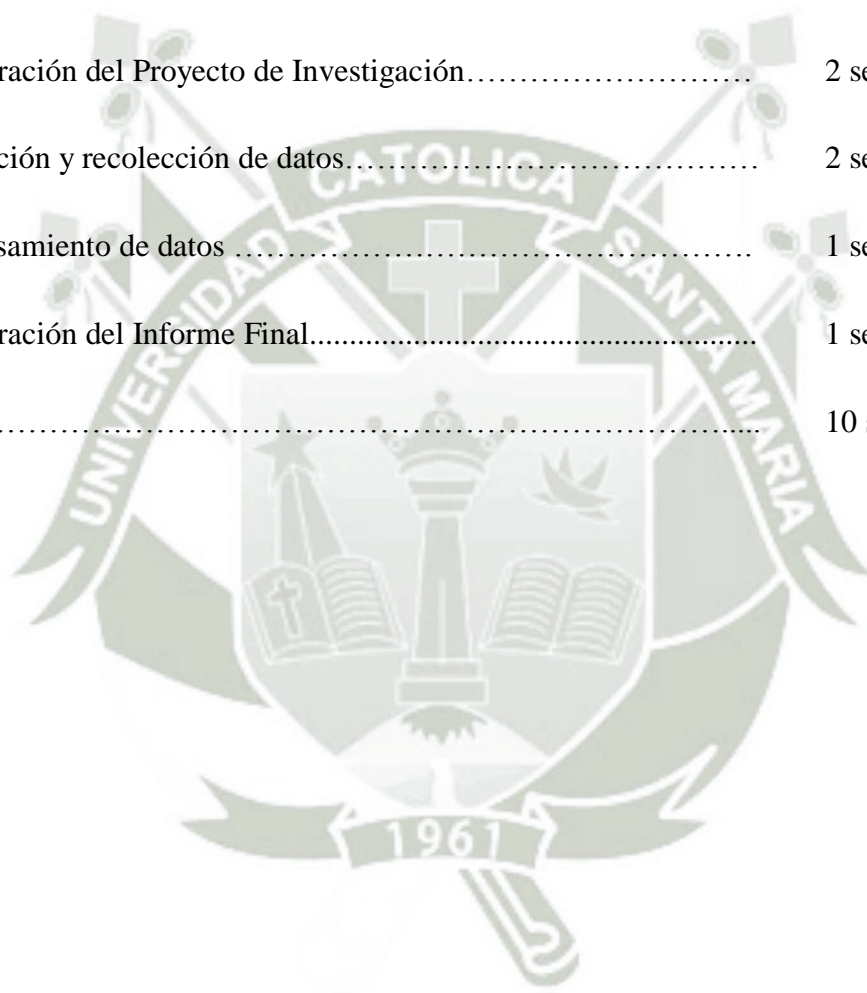 ración del Proyecto de Investigación……………………… 2 se
ción y recolección de datos…………………………………… 2 se
samiento de datos ……………………………………………. 1 se
ración del Informe Final............................................................ 1 se
…………………………………………………………….... 10 s
UNIVERSIDAD CATOLICA SANTA MARIA
1961